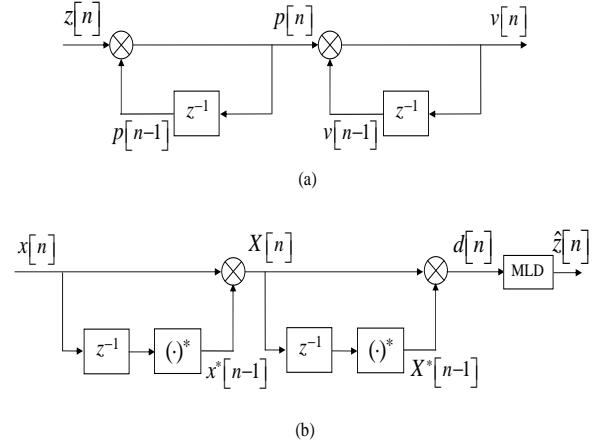 z[n] p[n] v[n]
z⁻¹ z⁻¹
p[n−1] v[n−1]
(a)
x[n] X[n] d[n] ẑ[n]
MLD
z⁻¹ (·)* z⁻¹ (·)*
x*[n−1] X*[n−1]
(b)